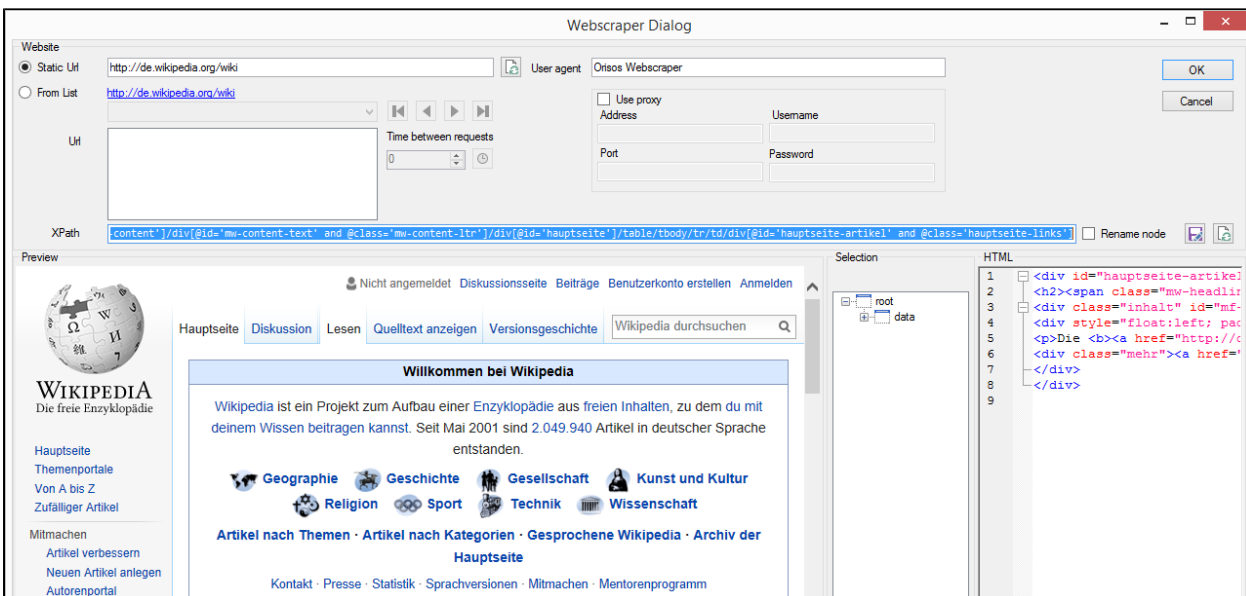 Webscraper Dialog
Website
Static Url
http://de.wikipedia.org/wiki
User agent
Orisos Webscraper
OK
From List
http://de.wikipedia.org/wiki
Use proxy
Cancel
Address
Username
Url
Time between requests
0
Port
Password
XPath
-content']/div[@id='mw-content-text' and @class='mw-content-ltr']/div[@id='hauptseite']/table/tbody/tr/td/div[@id='hauptseite-artikel' and @class='hauptseite-links']
Rename node
Preview
Nicht angemeldet Diskussionsseite Beiträge Benutzerkonto erstellen Anmelden
Hauptseite Diskussion Lesen Quelltext anzeigen Versionsgeschichte
Wikipedia durchsuchen
Ω W И 維
WIKIPEDIA
Die freie Enzyklopädie
Hauptseite
Themenportale
Von A bis Z
Zufälliger Artikel
Mitmachen
Artikel verbessern
Neuen Artikel anlegen
Autorenportal
Willkommen bei Wikipedia
Wikipedia ist ein Projekt zum Aufbau einer Enzyklopädie aus freien Inhalten, zu dem du mit
deinem Wissen beitragen kannst. Seit Mai 2001 sind 2.049.940 Artikel in deutscher Sprache
entstanden.
Geographie Geschichte Gesellschaft Kunst und Kultur
Religion Sport Technik Wissenschaft
Artikel nach Themen · Artikel nach Kategorien · Gesprochene Wikipedia · Archiv der
Hauptseite
Kontakt · Presse · Statistik · Sprachversionen · Mitmachen · Mentorenprogramm
Selection
root
data
HTML
1 <div id="hauptseite-artikel
2 <h2><span class="mw-headlin
3 <div class="inhalt" id="mf-
4 <div style="float:left; pad
5 <p>Die <b><a href="http://d
6 <div class="mehr"><a href="
7 </div>
8 </div>
9